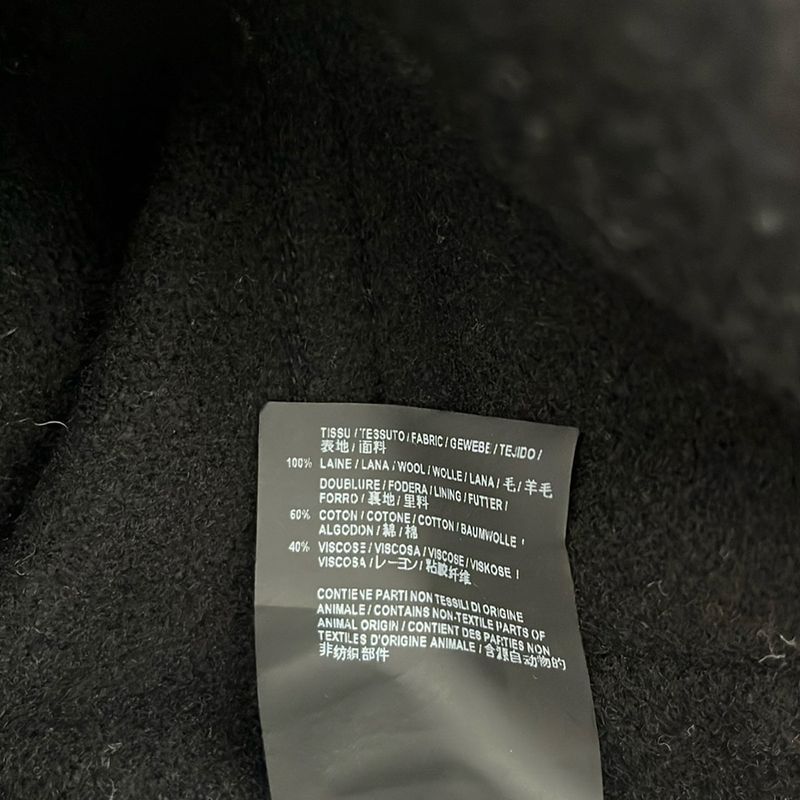 TISSU / TESSUTO / FABRIC / GEWEBE / TEJIDO /
表地 / 面料
100% LAINE / LANA / WOOL / WOLLE / LANA / 毛 / 羊毛
DOUBLURE / FODERA / LINING / FUTTER /
FORRO / 裏地 / 里料
60% COTON / COTONE / COTTON / BAUMWOLLE /
ALGODON / 綿 / 棉
40% VISCOSE / VISCOSA / VISCOSE / VISKOSE /
VISCOSA / レーヨン / 粘胶纤维
CONTIENE PARTI NON TESSILI DI ORIGINE
ANIMALE / CONTAINS NON-TEXTILE PARTS OF
ANIMAL ORIGIN / CONTIENT DES PARTIES NON
TEXTILES D'ORIGINE ANIMALE / 含源自动物的
非纺织部件